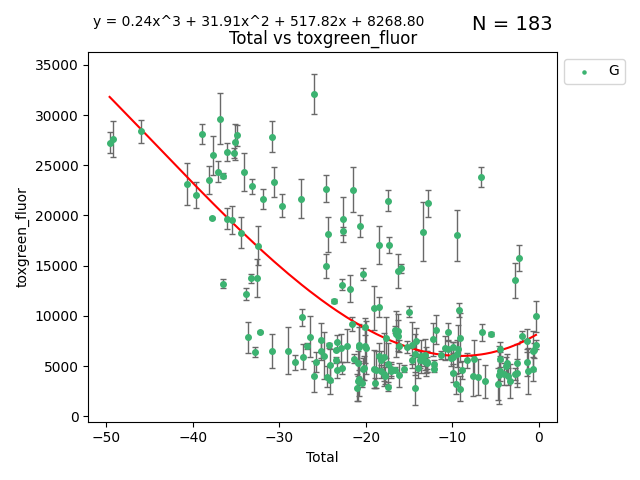 y = 0.24x^3 + 31.91x^2 + 517.82x + 8268.80
N = 183
Total vs toxgreen_fluor
G
toxgreen_fluor
35000
30000
25000
20000
15000
10000
5000
0
−50
−40
−30
−20
−10
0
Total